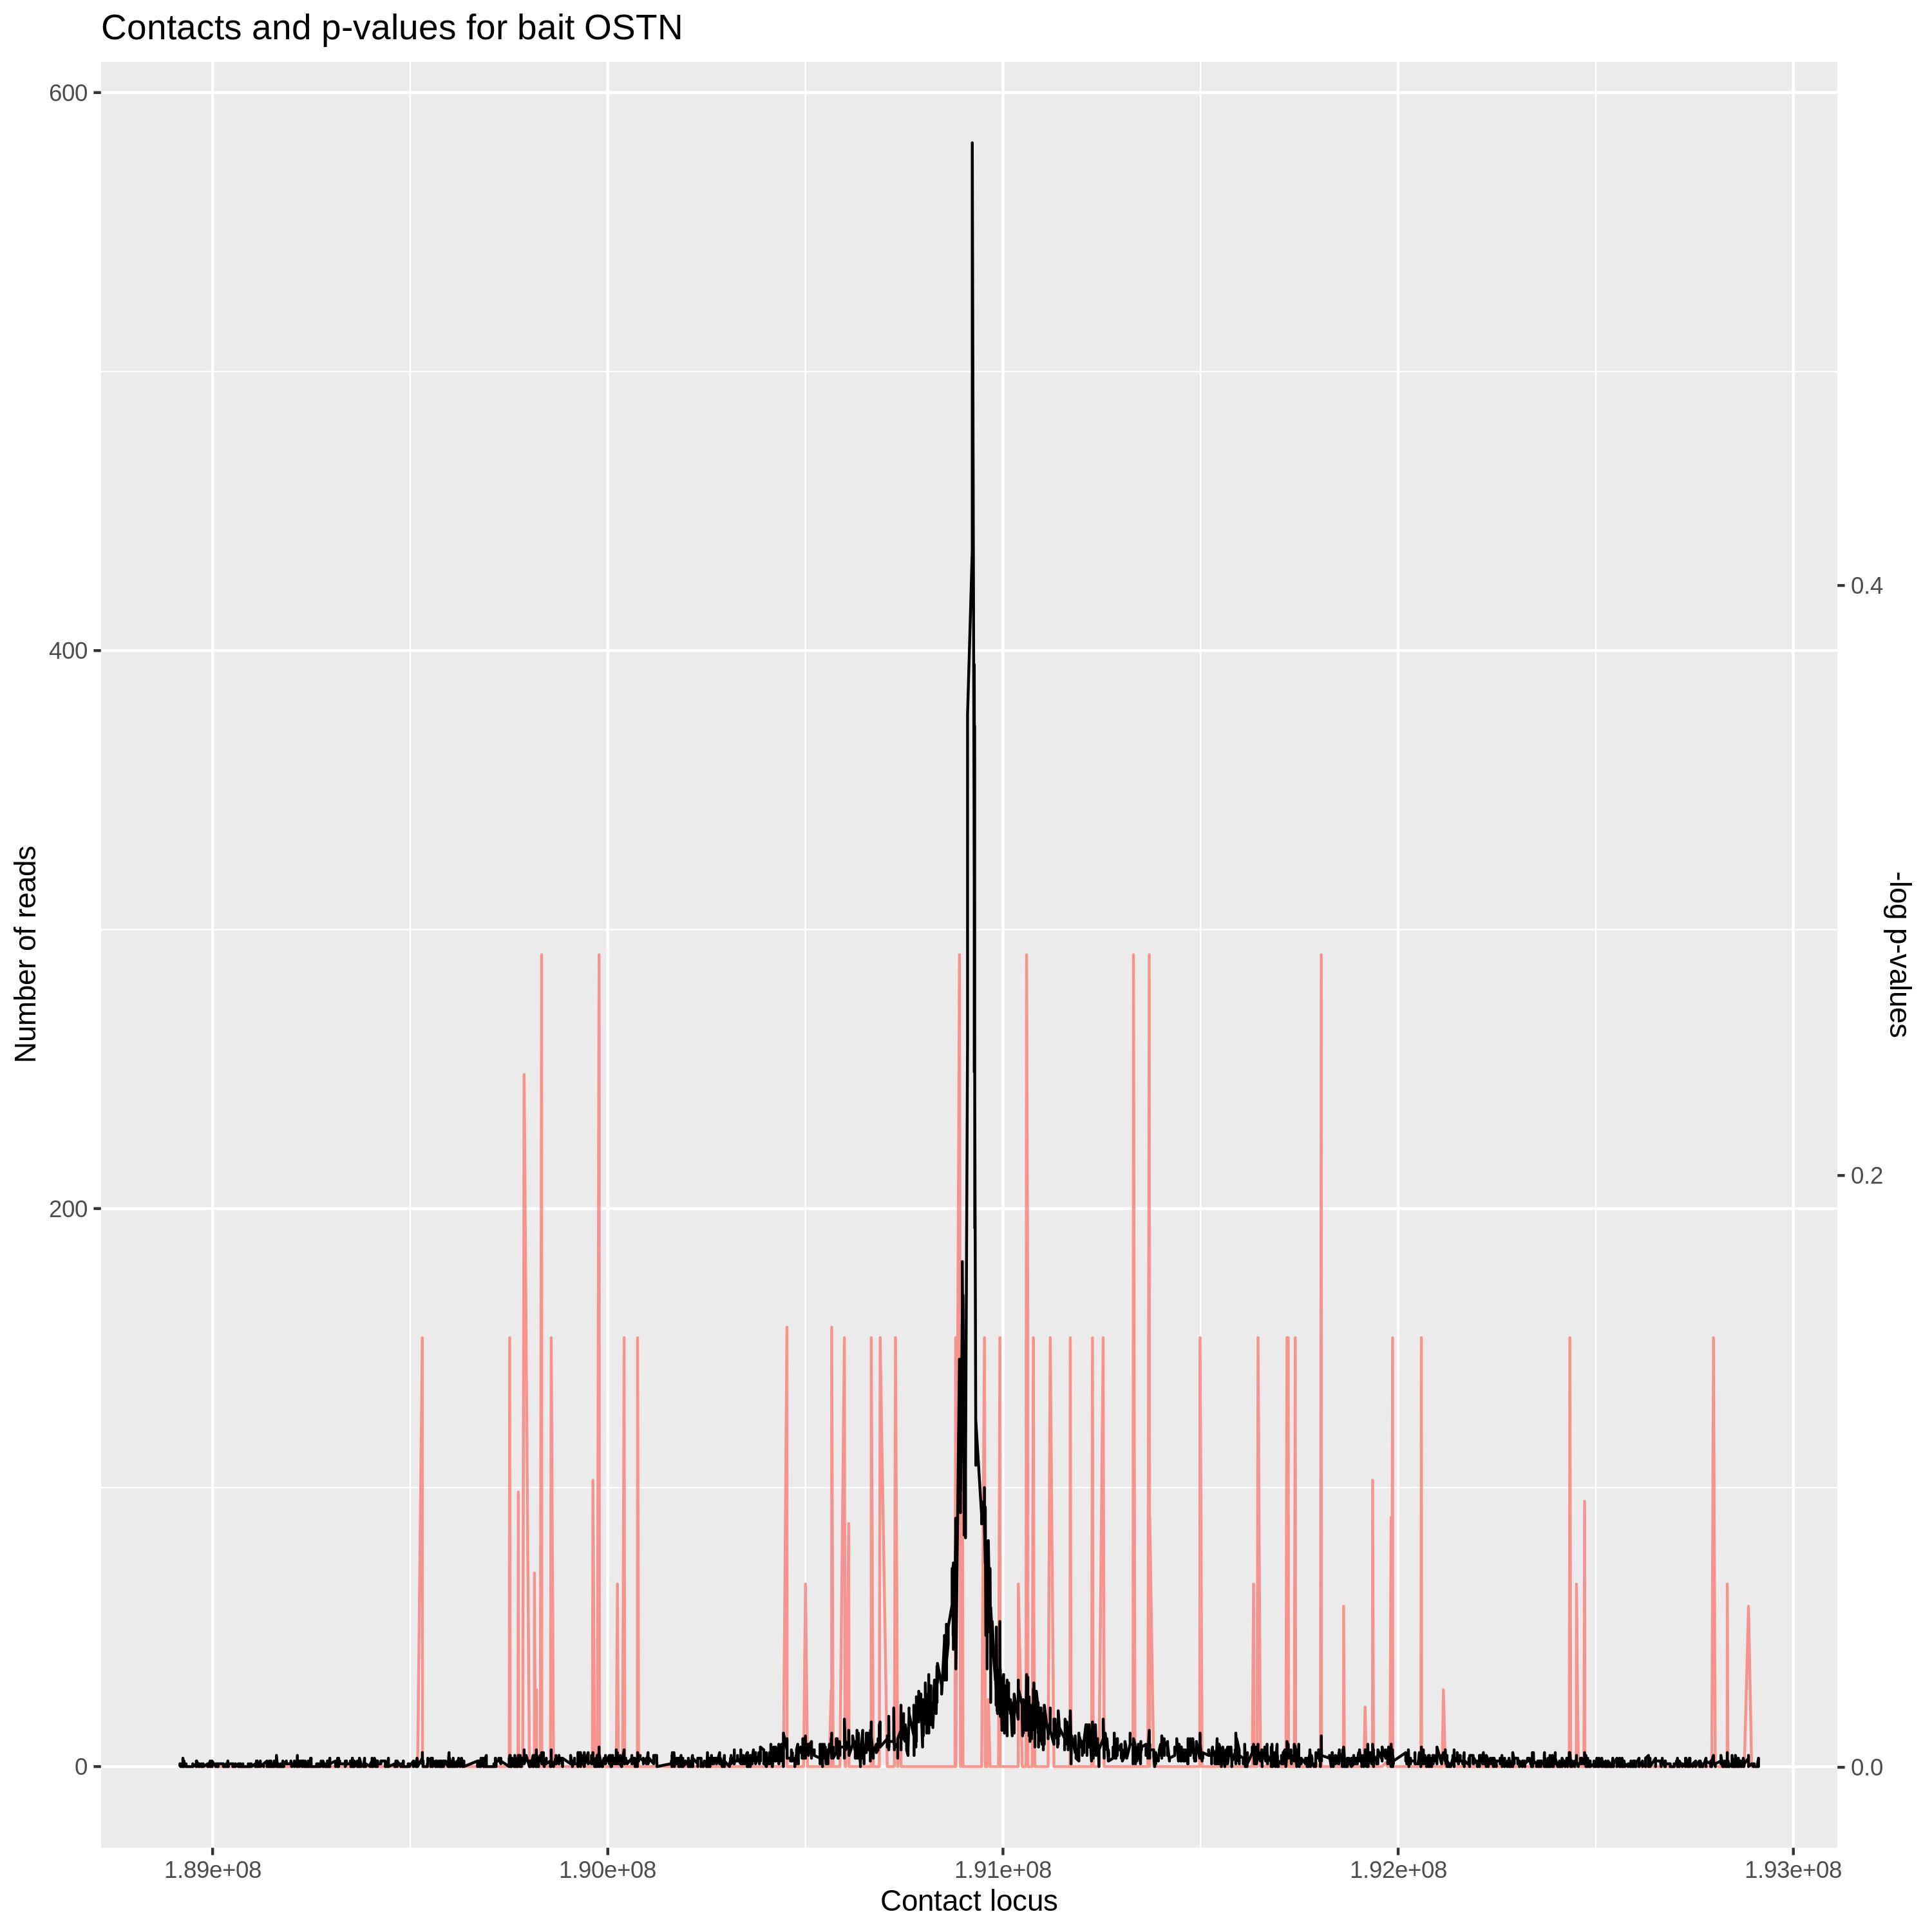 Contacts and p-values for bait OSTN
600
400
200
0
Number of reads
0.4
0.2
0.0
-log p-values
1.89e+08
1.90e+08
1.91e+08
1.92e+08
1.93e+08
Contact locus